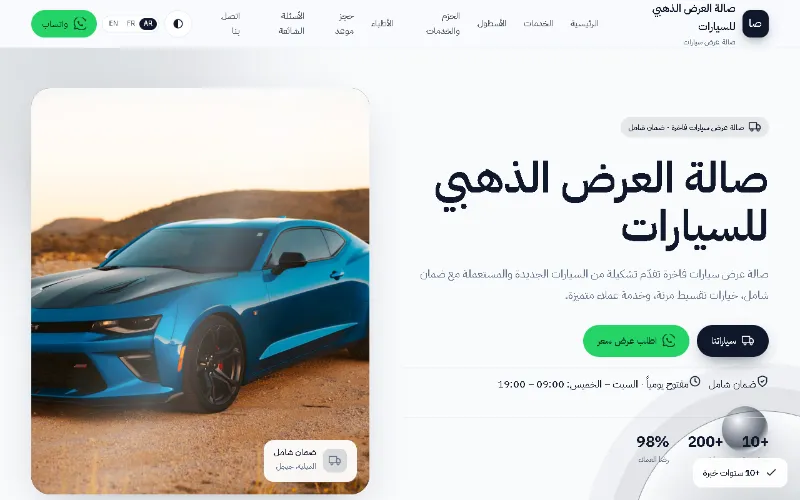 صالة العرض الذهبي
للسيارات
صالة عرض سيارات
صا
الرئيسية
الخدمات
الأسطول
الحزم
والخدمات
الأطباء
حجز
موعد
الأسئلة
الشائعة
اتصل
بنا
AR
FR
EN
واتساب
صالة عرض سيارات فاخرة · ضمان شامل
صالة العرض الذهبي
للسيارات
صالة عرض سيارات فاخرة تقدّم تشكيلة من السيارات الجديدة والمستعملة مع ضمان
شامل، خيارات تقسيط مرنة، وخدمة عملاء متميزة.
سياراتنا
اطلب عرض سعر
ضمان شامل
مفتوح يومياً · السبت – الخميس: 09:00 – 19:00
10+
200+
98%
رضا العملاء
10+ سنوات خبرة
ضمان شامل